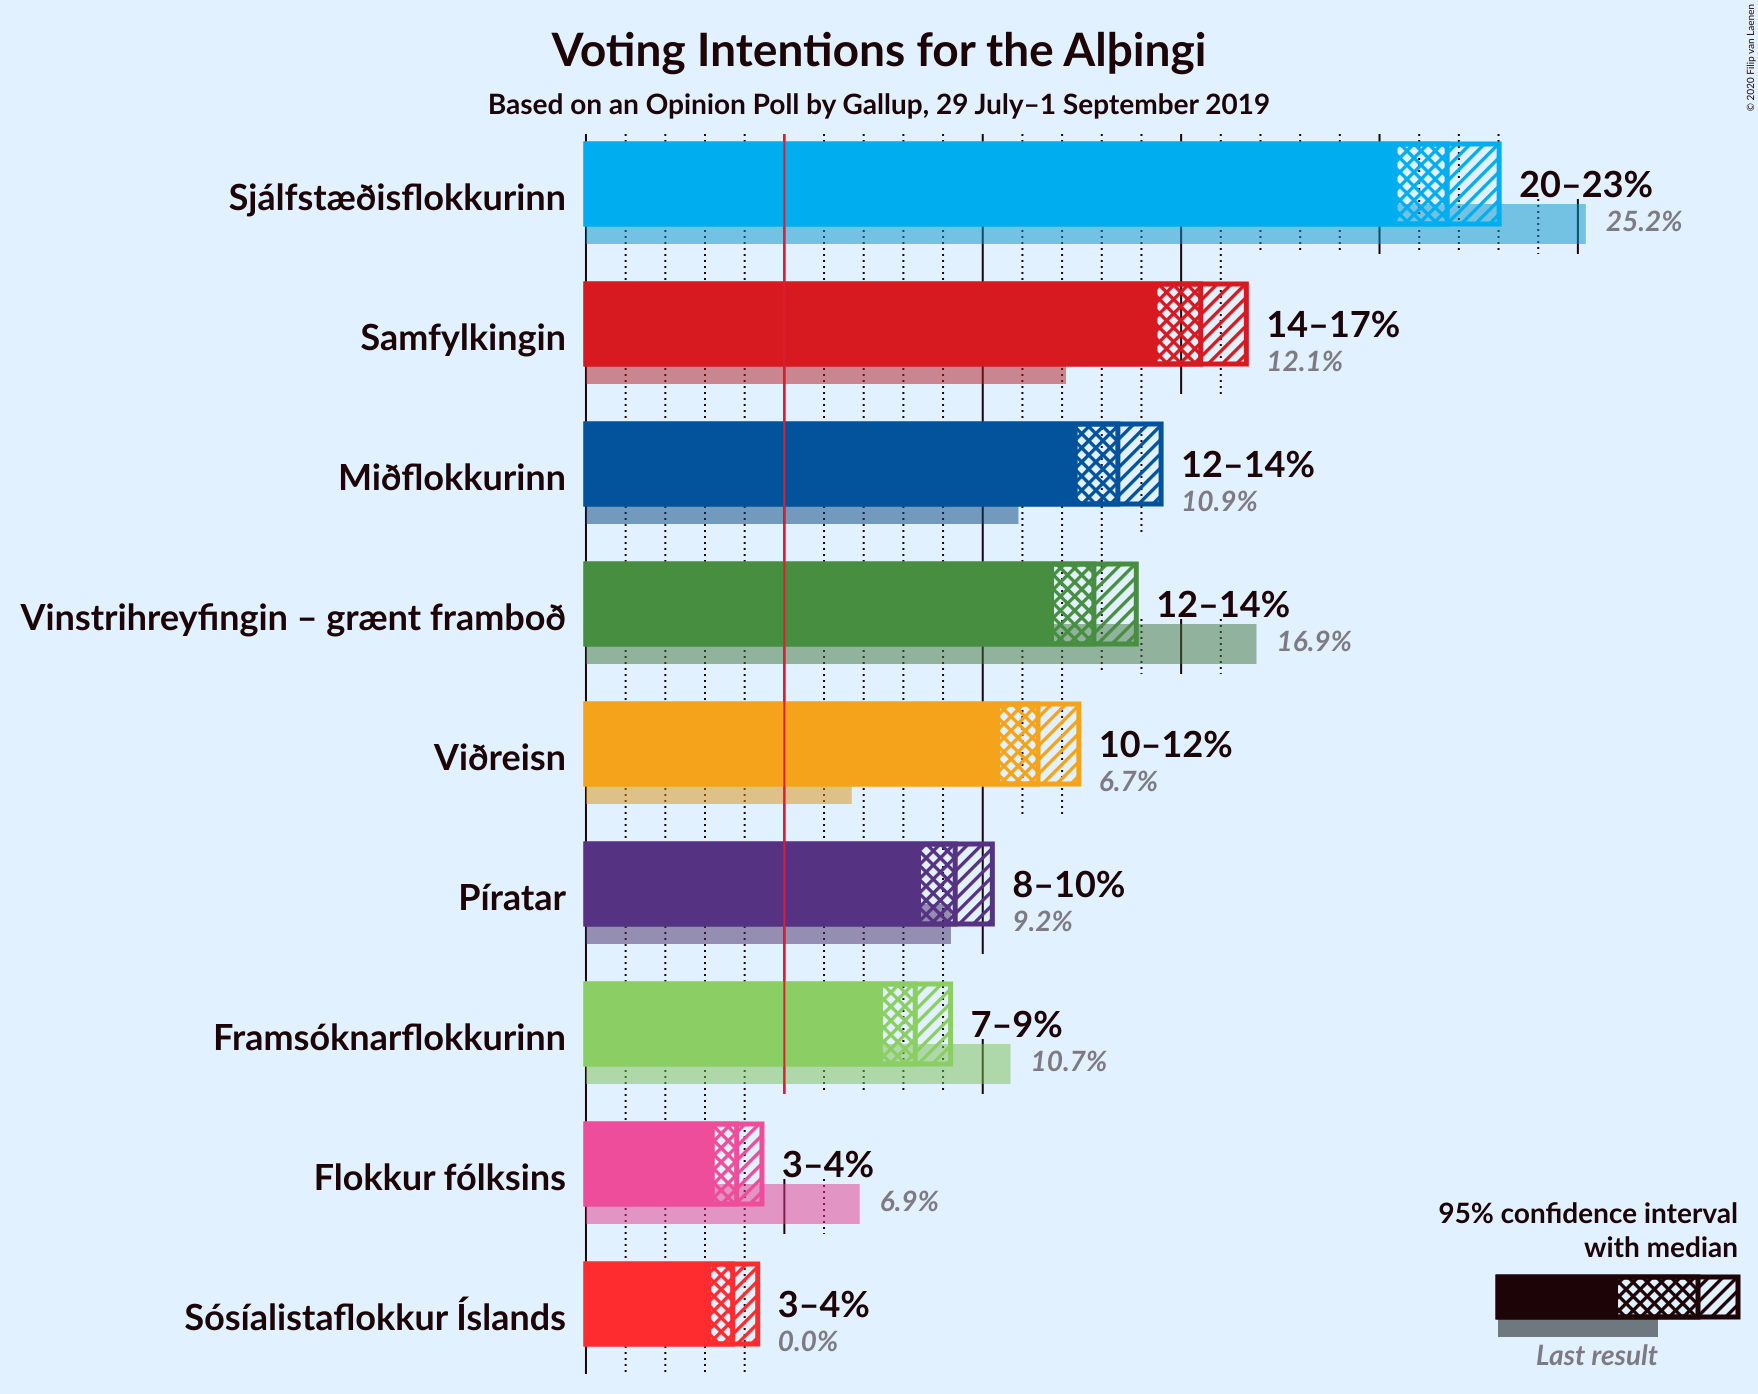 Voting Intentions for the Alþingi
Based on an Opinion Poll by Gallup, 29 July–1 September 2019
© 2020 Filip van Laenen
Sjálfstæðisflokkurinn
20–23%
25.2%
Samfylkingin
14–17%
12.1%
Miðflokkurinn
12–14%
10.9%
Vinstrihreyfingin – grænt framboð
12–14%
16.9%
Viðreisn
10–12%
6.7%
Píratar
8–10%
9.2%
Framsóknarflokkurinn
7–9%
10.7%
Flokkur fólksins
3–4%
6.9%
Sósíalistaflokkur Íslands
3–4%
0.0%
95% confidence interval
with median
Last result